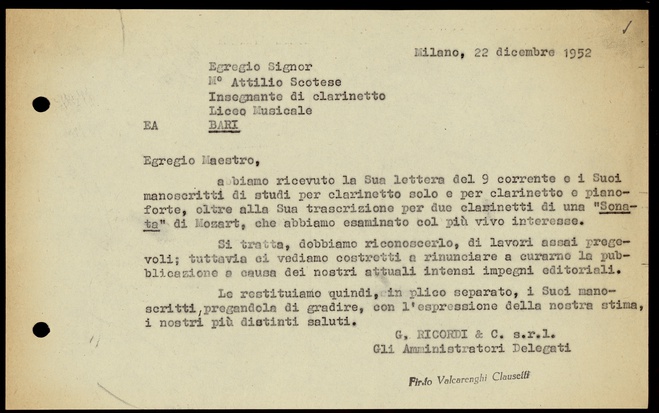 Milano, 22 dicembre 1952
Egregio Signor
M° Attilio Scotese
Insegnante di clarinetto
Liceo Musicale
EA BARI
Egregio Maestro,
abbiamo ricevuto la Sua lettera del 9 corrente e i Suoi
manoscritti di studi per clarinetto solo e per clarinetto e piano-
forte, oltre alla Sua trascrizione per due clarinetti di una "Sona-
ta" di Mozart, che abbiamo esaminato col più vivo interesse.
Si tratta, dobbiamo riconoscerlo, di lavori assai prege-
voli; tuttavia ci vediamo costretti a rinunciare a curarne la pub-
blicazione a causa dei nostri attuali intensi impegni editoriali.
Le restituiamo quindi, in plico separato, i Suoi mano-
scritti, pregandola di gradire, con l'espressione della nostra stima,
i nostri più distinti saluti.
G. RICORDI & C. s.r.l.
Gli Amministratori Delegati
Fir.to Valcarenghi Clausetti